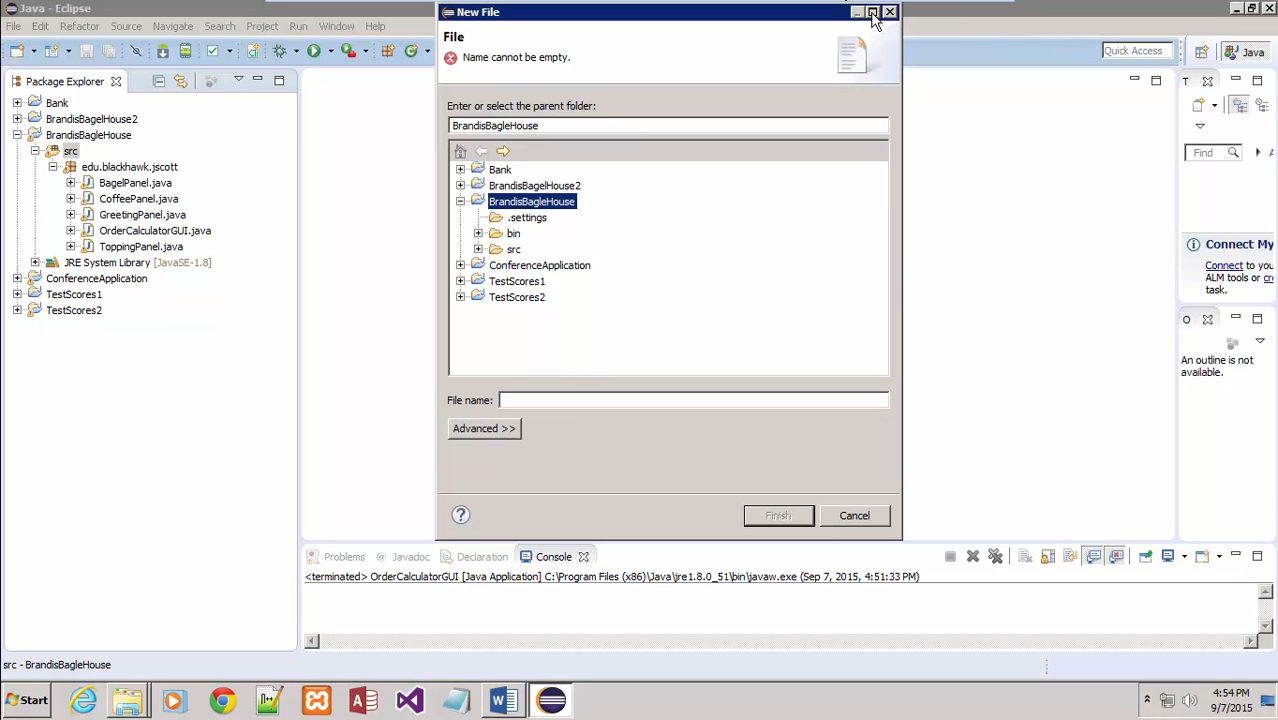 Java - Eclipse
File Edit Refactor Source Navigate Search Project Run Window Help
Quick Access
Java
Package Explorer
Bank
BrandisBagelHouse2
BrandisBagleHouse
src
edu.blackhawk.jscott
BagelPanel.java
CoffeePanel.java
GreetingPanel.java
OrderCalculatorGUI.java
ToppingPanel.java
JRE System Library [JavaSE-1.8]
ConferenceApplication
TestScores1
TestScores2
New File
File
Name cannot be empty.
Enter or select the parent folder:
BrandisBagleHouse
Bank
BrandisBagelHouse2
BrandisBagleHouse
.settings
bin
src
ConferenceApplication
TestScores1
TestScores2
File name:
Advanced >>
Finish
Cancel
T
Find
A
Connect My
Connect to you
ALM tools or cre
task.
O
An outline is not
available.
Problems
Javadoc
Declaration
Console
<terminated> OrderCalculatorGUI [Java Application] C:\Program Files (x86)\Java\jre1.8.0_51\bin\javaw.exe (Sep 7, 2015, 4:51:33 PM)
src - BrandisBagleHouse
Start
4:54 PM
9/7/2015